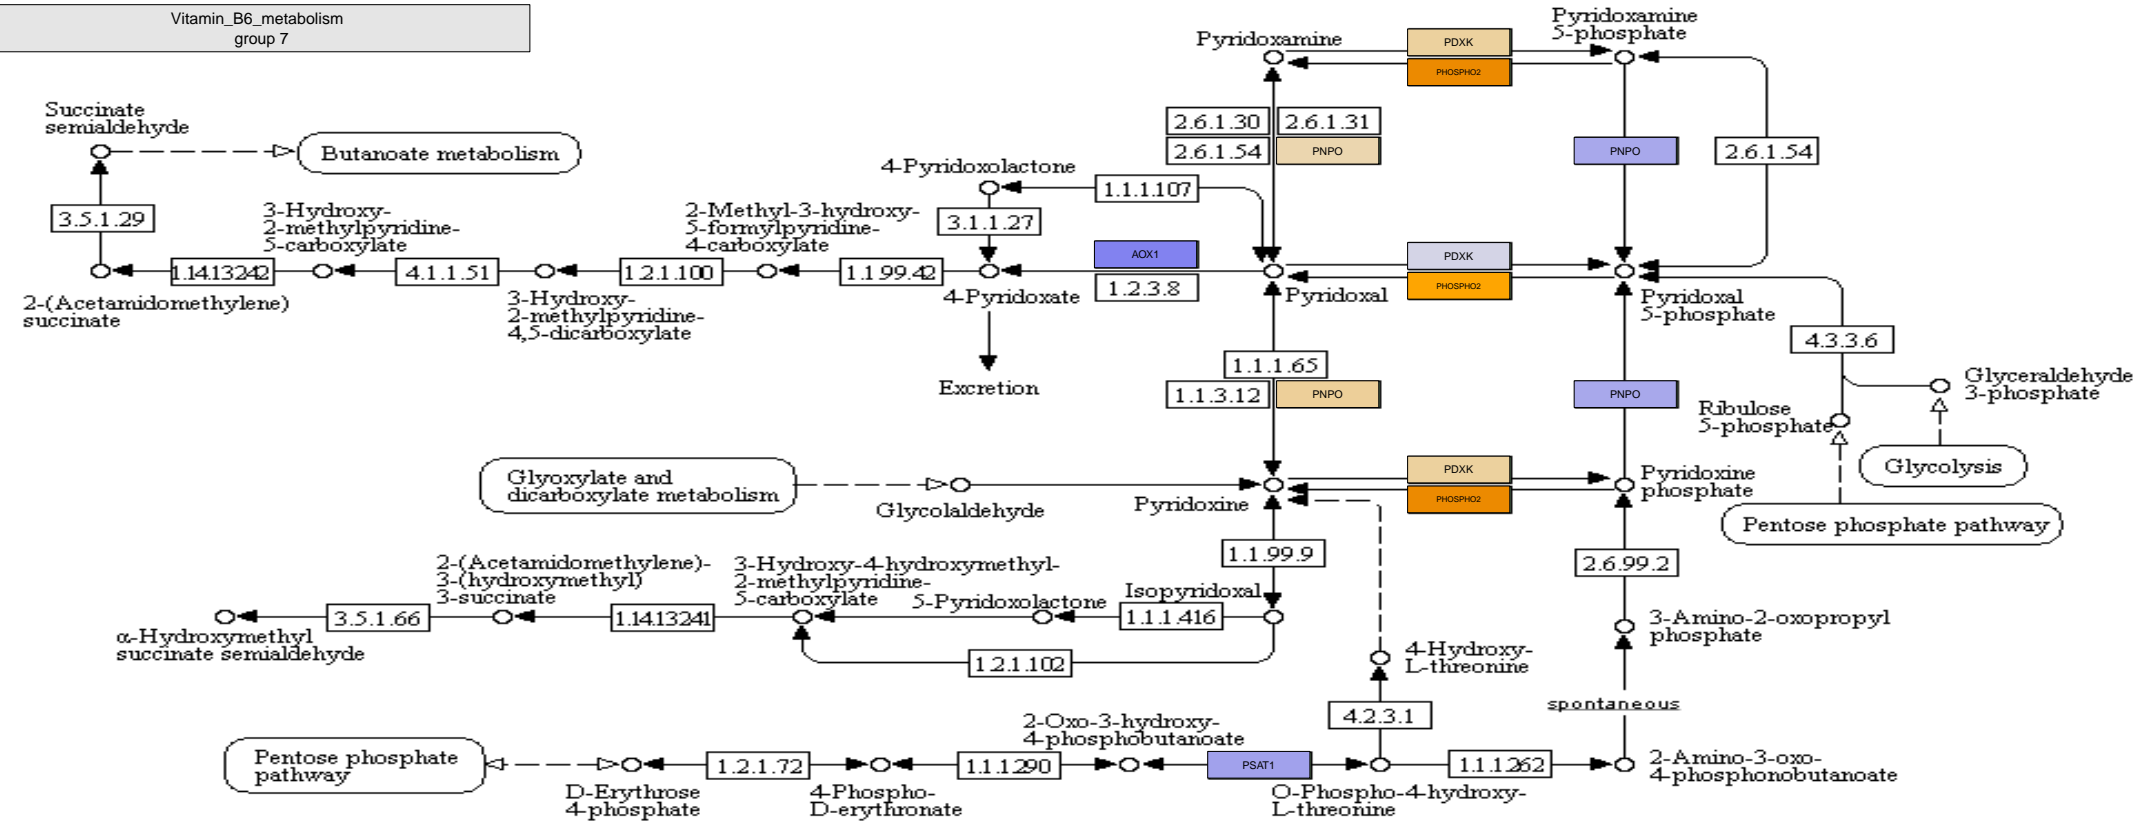 Vitamin_B6_metabolism
group 7
Pyridoxamine
PDXK
PHOSPHO2
Pyridoxamine
5-phosphate
Succinate
semialdehyde
Butanoate metabolism
2.6.1.30
2.6.1.31
2.6.1.54
PNPO
PNPO
2.6.1.54
4-Pyridoxolactone
1.1.1.107
3.5.1.29
3-Hydroxy-
2-methylpyridine-
5-carboxylate
2-Methyl-3-hydroxy-
5-formylpyridine-
4-carboxylate
3.1.1.27
AOX1
PDXK
1.14.13242
4.1.1.51
1.2.1.100
1.1.99.42
1.2.3.8
PHOSPHO2
2-(Acetamidomethylene)
succinate
3-Hydroxy-
2-methylpyridine-
4,5-dicarboxylate
4-Pyridoxate
Pyridoxal
Pyridoxal
5-phosphate
4.3.3.6
1.1.1.65
Excretion
1.1.3.12
PNPO
PNPO
Glyceraldehyde
3-phosphate
Ribulose
5-phosphate
Glyoxylate and
dicarboxylate metabolism
Glycolaldehyde
Pyridoxine
PDXK
PHOSPHO2
Pyridoxine
phosphate
Glycolysis
Pentose phosphate pathway
1.1.99.9
2.6.99.2
2-(Acetamidomethylene)-
3-(hydroxymethyl)
3-succinate
3-Hydroxy-4-hydroxymethyl-
2-methylpyridine-
5-carboxylate
5-Pyridoxolactone
Isopyridoxal
3.5.1.66
1.14.13241
1.1.1.416
3-Amino-2-oxopropyl
phosphate
α-Hydroxymethyl
succinate semialdehyde
1.2.1.102
4-Hydroxy-
L-threonine
spontaneous
4.2.3.1
2-Oxo-3-hydroxy-
4-phosphobutanoate
Pentose phosphate
pathway
1.2.1.72
1.1.1.290
PSAT1
1.1.1.262
2-Amino-3-oxo-
4-phosphonobutanoate
D-Erythrose
4-phosphate
4-Phospho-
D-erythronate
O-Phospho-4-hydroxy-
L-threonine